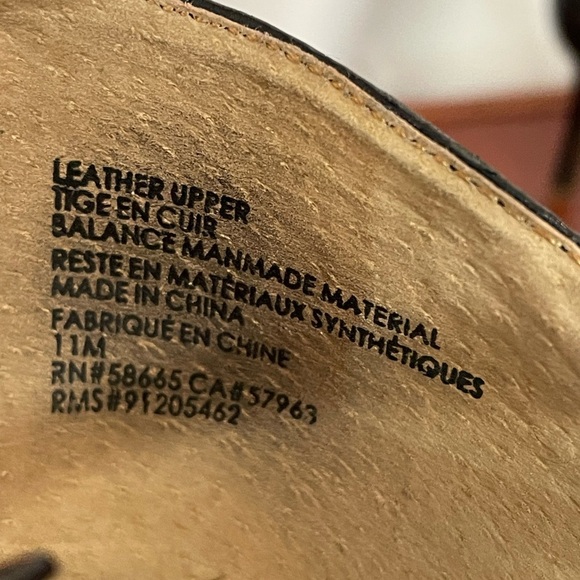 LEATHER UPPER
TIGE EN CUIR
BALANCE MANMADE MATERIAL
RESTE EN MATÉRIAUX SYNTHÉTIQUES
MADE IN CHINA
FABRIQUÉ EN CHINE
11M
RN#58665 CA#57963
RMS#91205462